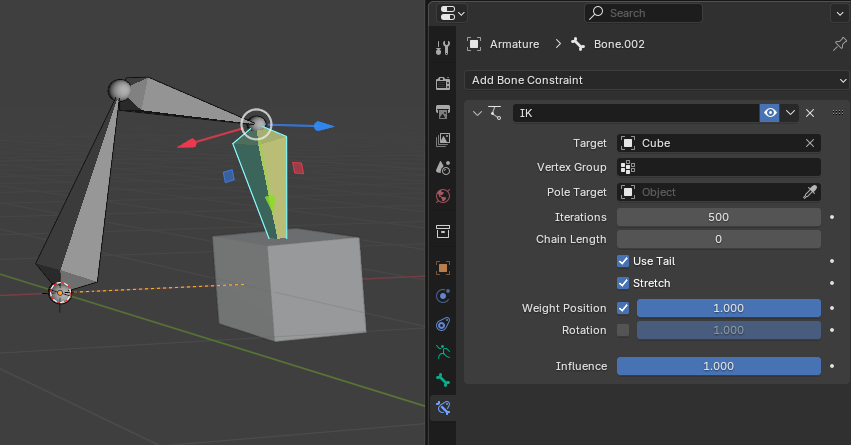 Search
Armature > Bone.002
Add Bone Constraint
IK
Target Cube
Vertex Group
Pole Target Object
Iterations 500
Chain Length 0
Use Tail
Stretch
Weight Position 1.000
Rotation 1.000
Influence 1.000